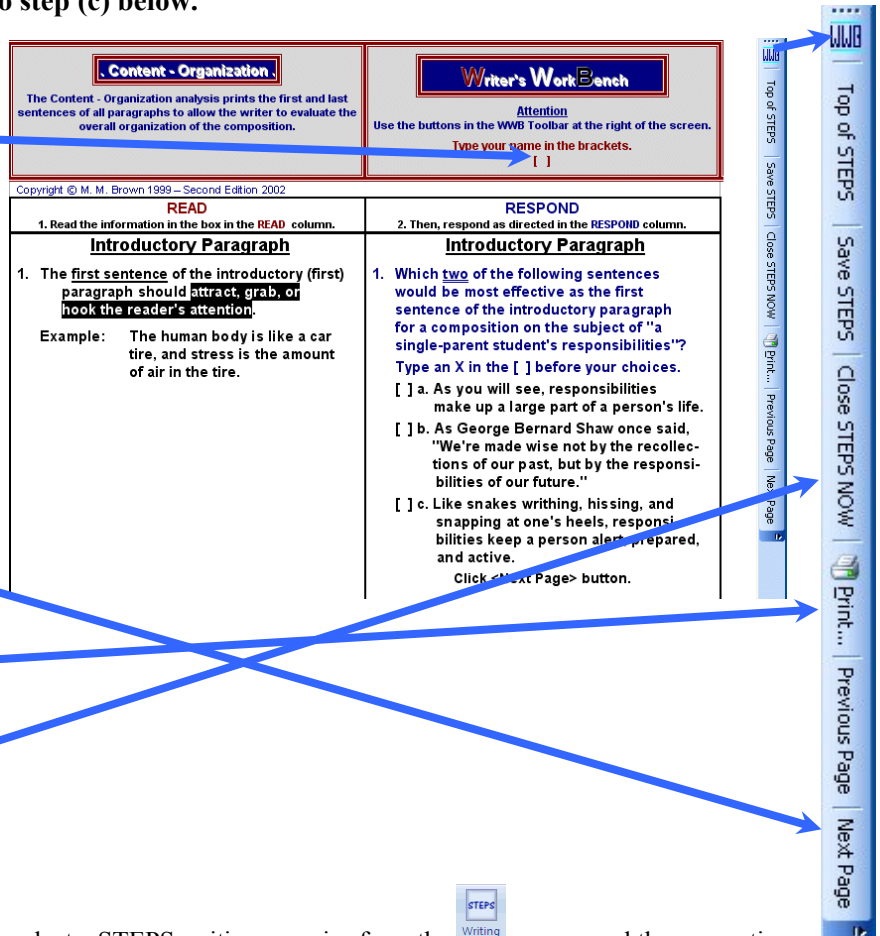 o step (c) below.
. Content - Organization .
The Content - Organization analysis prints the first and last
sentences of all paragraphs to allow the writer to evaluate the
overall organization of the composition.
Writer's WorkBench
Attention
Use the buttons in the WWB Toolbar at the right of the screen.
Type your name in the brackets.
[ ]
Copyright © M. M. Brown 1999 – Second Edition 2002
READ
1. Read the information in the box in the READ column.
Introductory Paragraph
1. The first sentence of the introductory (first)
paragraph should attract, grab, or
hook the reader's attention.
Example: The human body is like a car
tire, and stress is the amount
of air in the tire.
RESPOND
2. Then, respond as directed in the RESPOND column.
Introductory Paragraph
1. Which two of the following sentences
would be most effective as the first
sentence of the introductory paragraph
for a composition on the subject of "a
single-parent student's responsibilities"?
Type an X in the [ ] before your choices.
[ ] a. As you will see, responsibilities
make up a large part of a person's life.
[ ] b. As George Bernard Shaw once said,
"We're made wise not by the recollec-
tions of our past, but by the responsi-
bilities of our future."
[ ] c. Like snakes writhing, hissing, and
snapping at one's heels, responsi-
bilities keep a person alert, prepared,
and active.
Click <Next Page> button.
WWB
Top of STEPS
Save STEPS
Close STEPS NOW
Print...
Previous Page
Next Page
WWB
Top of STEPS
Save STEPS
Close STEPS NOW
Print...
Previous Page
Next Page
STEPS
Writing